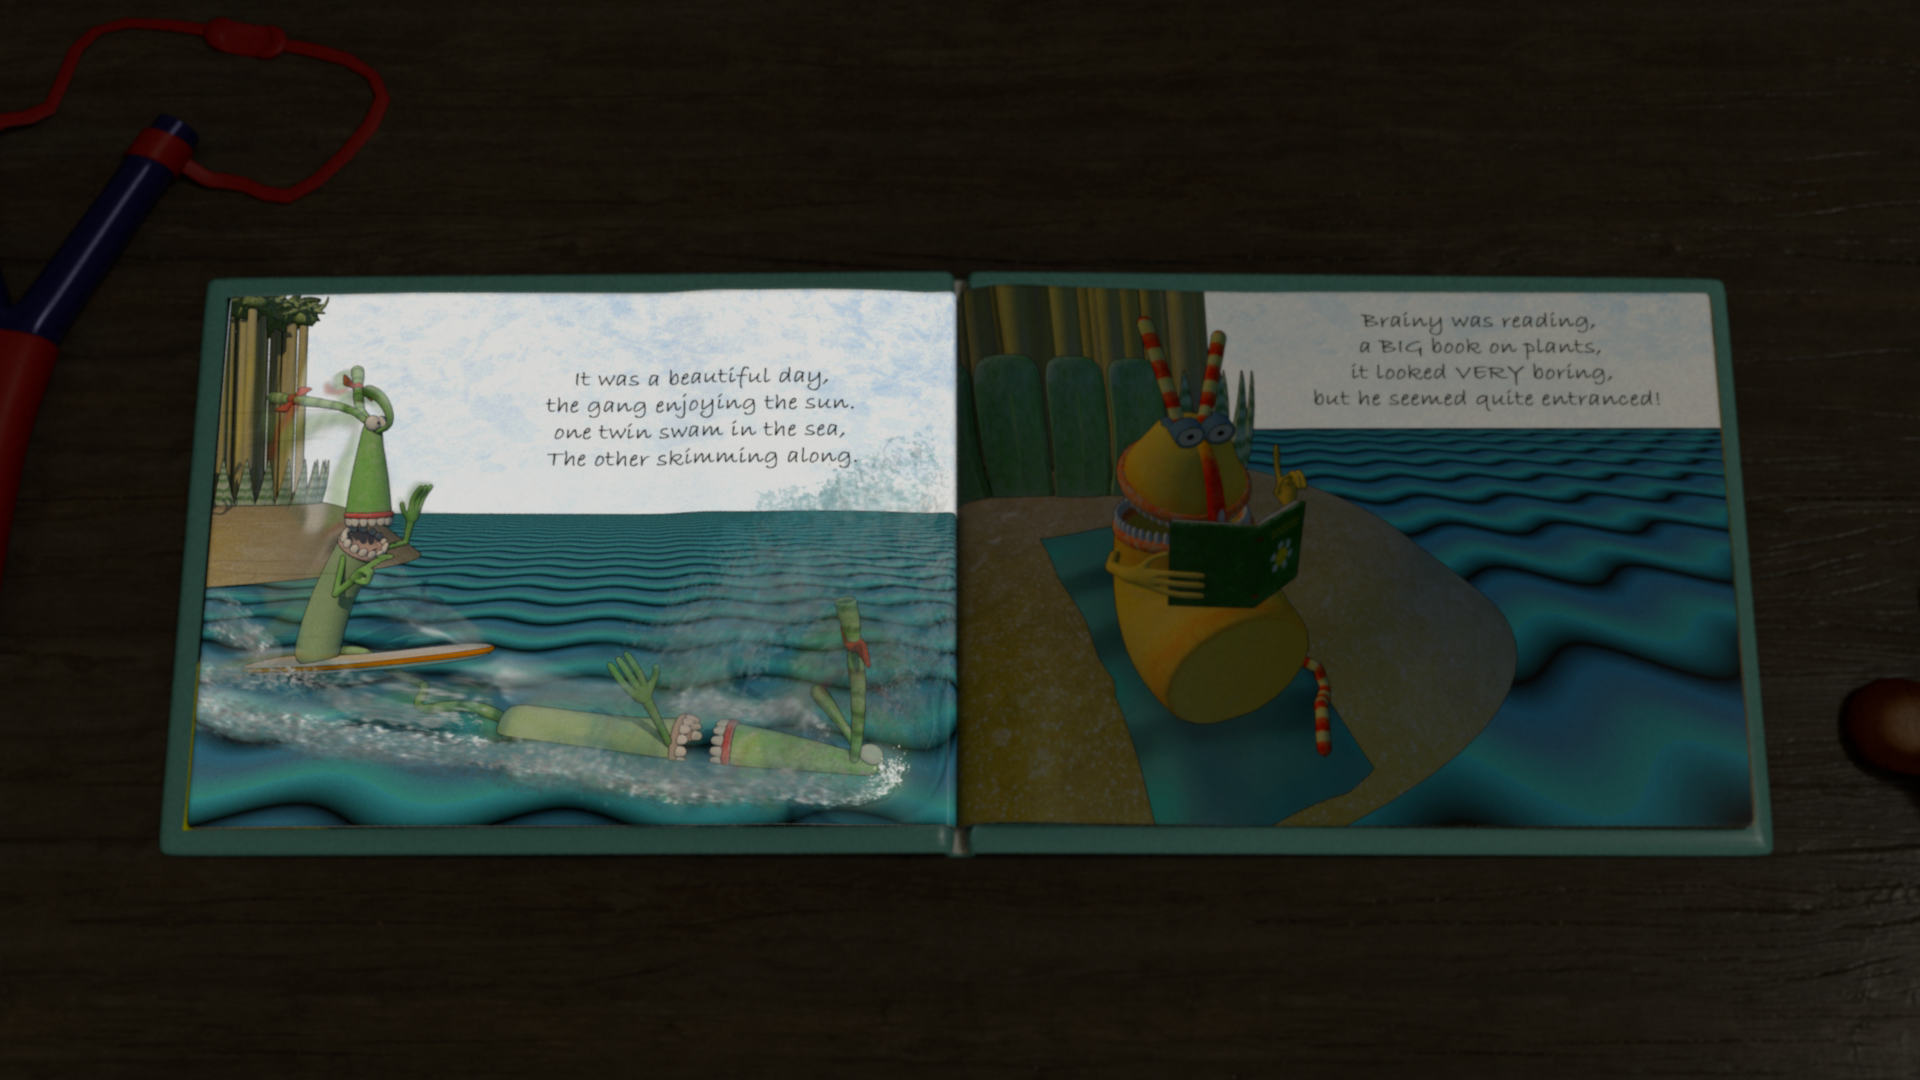 It was a beautiful day,
the gang enjoying the sun.
one twin swam in the sea,
The other skimming along.
Brainy was reading,
a BIG book on plants,
it looked VERY boring,
but he seemed quite entranced!